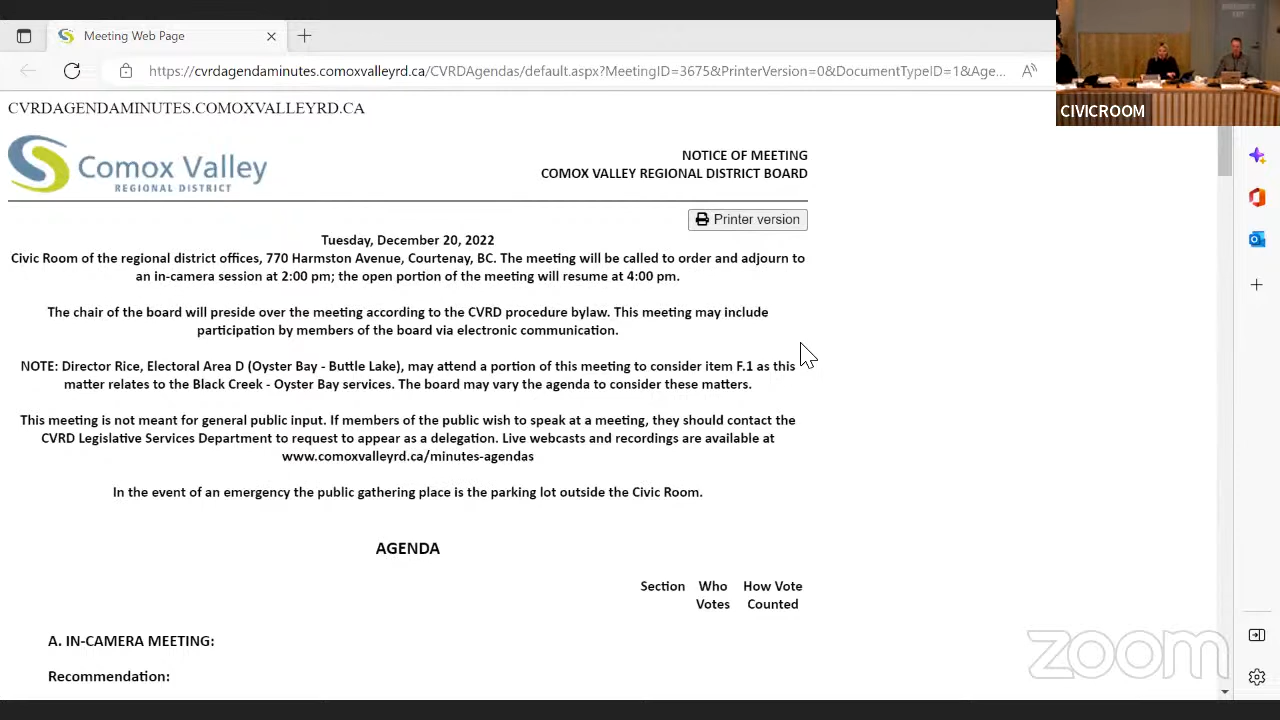 Meeting Web Page
https://cvrdagendaminutes.comoxvalleyrd.ca/CVRDAgendas/default.aspx?MeetingID=3675&PrinterVersion=0&DocumentTypeID=1&Age...
CIVICROOM
CVRDAGENDAMINUTES.COMOXVALLEYRD.CA
Comox Valley
REGIONAL DISTRICT
NOTICE OF MEETING
COMOX VALLEY REGIONAL DISTRICT BOARD
Printer version
Tuesday, December 20, 2022
Civic Room of the regional district offices, 770 Harmston Avenue, Courtenay, BC. The meeting will be called to order and adjourn to
an in-camera session at 2:00 pm; the open portion of the meeting will resume at 4:00 pm.
The chair of the board will preside over the meeting according to the CVRD procedure bylaw. This meeting may include
participation by members of the board via electronic communication.
NOTE: Director Rice, Electoral Area D (Oyster Bay - Buttle Lake), may attend a portion of this meeting to consider item F.1 as this
matter relates to the Black Creek - Oyster Bay services. The board may vary the agenda to consider these matters.
This meeting is not meant for general public input. If members of the public wish to speak at a meeting, they should contact the
CVRD Legislative Services Department to request to appear as a delegation. Live webcasts and recordings are available at
www.comoxvalleyrd.ca/minutes-agendas
In the event of an emergency the public gathering place is the parking lot outside the Civic Room.
AGENDA
Section Who How Vote
Votes Counted
A. IN-CAMERA MEETING:
Recommendation:
zoom